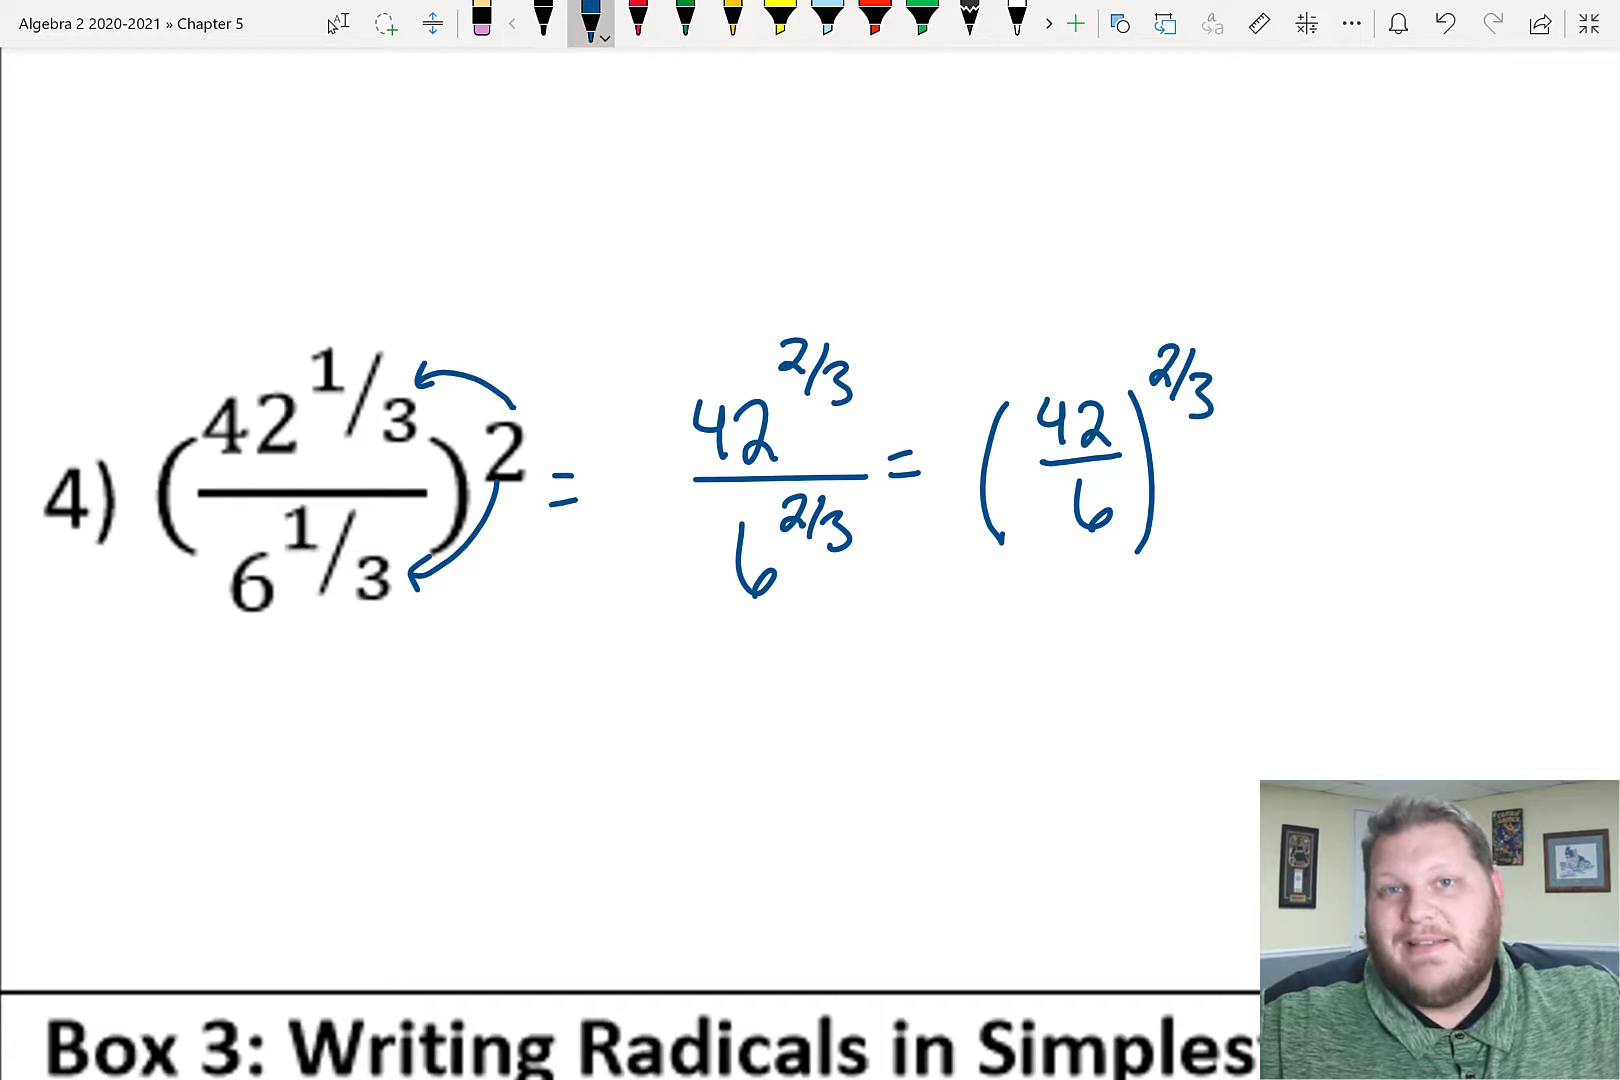 Algebra 2 2020-2021 » Chapter 5
4) (42^1/3 / 6^1/3)^2 = 42^2/3 / 6^2/3 = (42/6)^2/3
Box 3: Writing Radicals in Simples